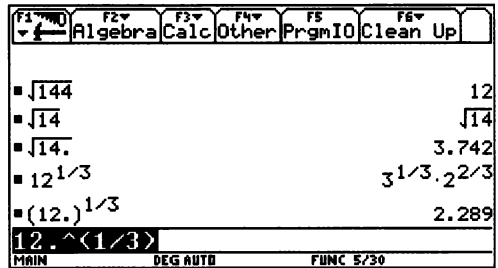 F1 F2 F3 F4 F5 F6
Algebra Calc Other PrgmIO Clean Up
√144 12
√14 √14
√14. 3.742
12^1/3 3^1/3·2^2/3
(12.)^1/3 2.289
12.^(1/3)
MAIN DEG AUTO FUNC 5/30